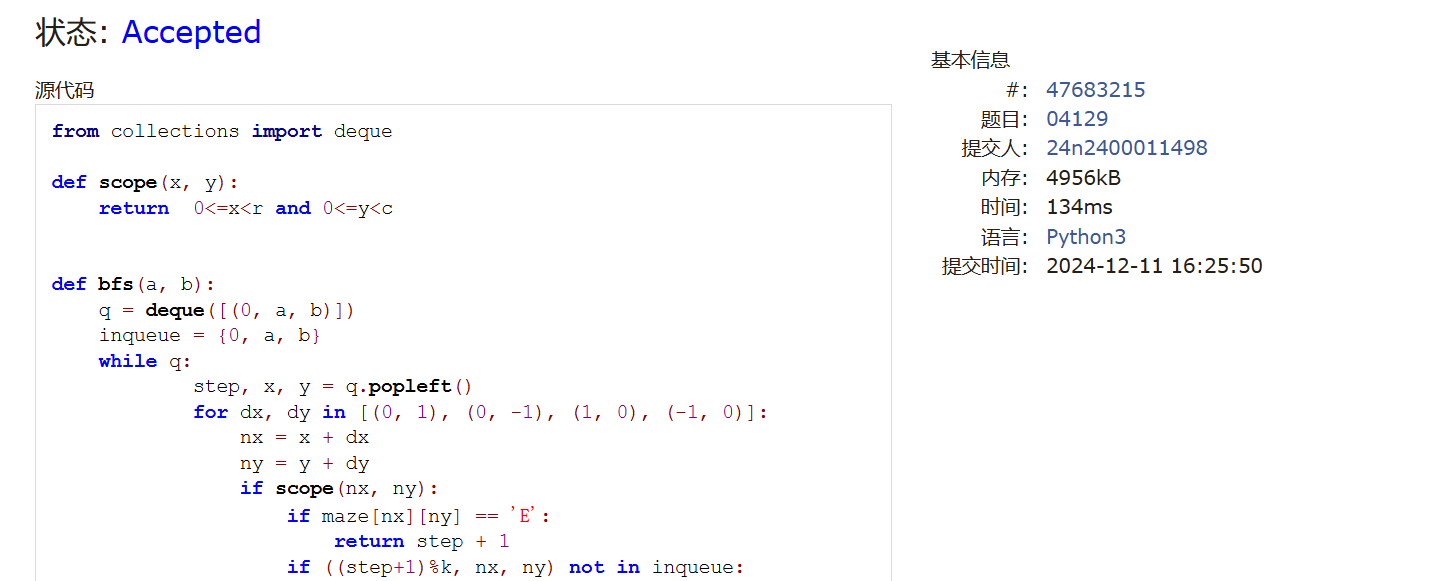 状态: Accepted
源代码
from collections import deque
def scope(x, y):
    return  0<=x<r and 0<=y<c
def bfs(a, b):
    q = deque([(0, a, b)])
    inqueue = {0, a, b}
    while q:
            step, x, y = q.popleft()
            for dx, dy in [(0, 1), (0, -1), (1, 0), (-1, 0)]:
                nx = x + dx
                ny = y + dy
                if scope(nx, ny):
                    if maze[nx][ny] == 'E':
                        return step + 1
                    if ((step+1)%k, nx, ny) not in inqueue:
基本信息
#: 47683215
题目: 04129
提交人: 24n2400011498
内存: 4956kB
时间: 134ms
语言: Python3
提交时间: 2024-12-11 16:25:50